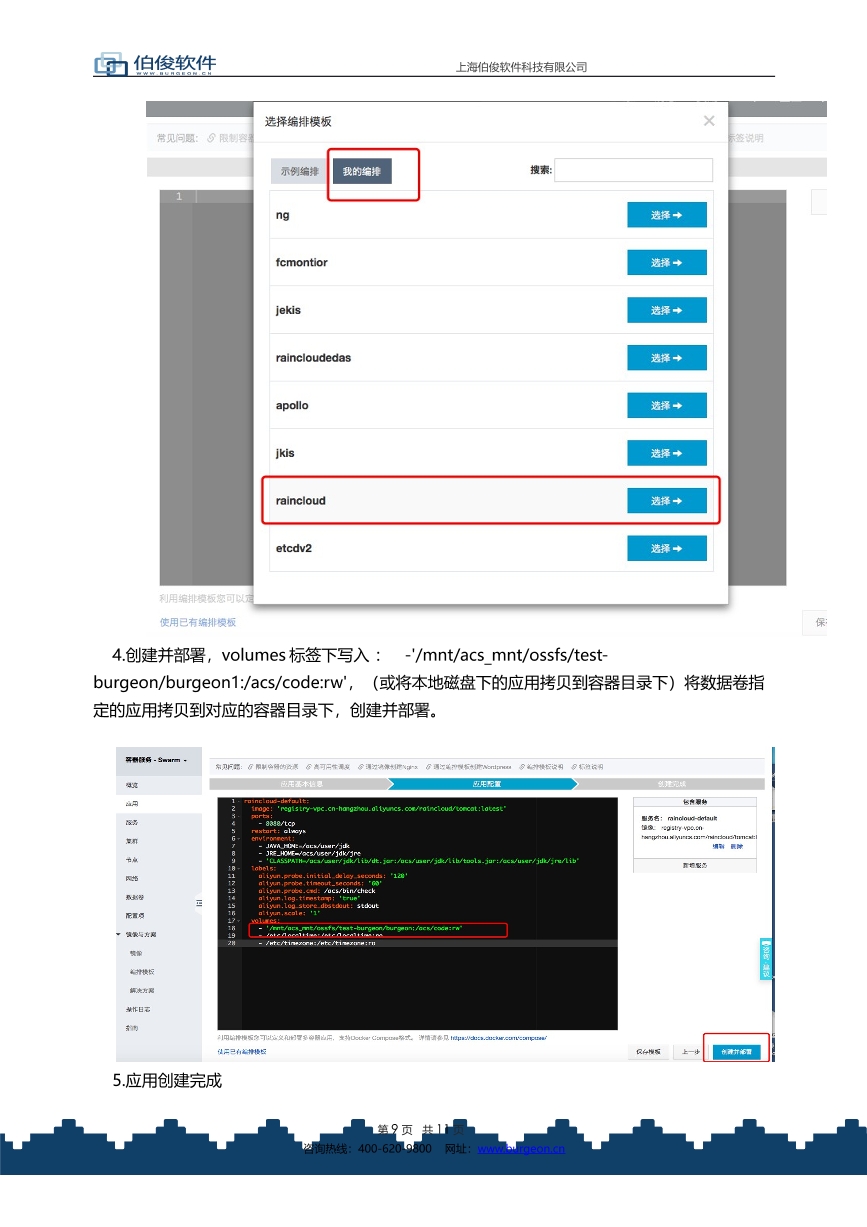 伯俊软件
WWW.BURGEON.CN
上海伯俊软件科技有限公司
选择编排模板
×
常见问题:
标签说明
示例编排 我的编排 搜索:
1
ng 选择
fcmontior 选择
jekis 选择
raincloudedas 选择
apollo 选择
jkis 选择
raincloud 选择
etcdv2 选择
利用编排模板您可以定
使用已有编排模板
4.创建并部署，volumes 标签下写入： -'/mnt/acs_mnt/ossfs/test-
burgeon/burgeon1:/acs/code:rw'，（或将本地磁盘下的应用拷贝到容器目录下）将数据卷指
定的应用拷贝到对应的容器目录下，创建并部署。
容器服务 - Swarm
常见问题: 限制容器的资源 高可用性调度 通过镜像创建Nginx 通过编排模板创建Wordpress 编排模板说明 标签说明
应用基本信息 应用配置 创建完成
概览
应用
服务
集群
节点
网络
数据卷
配置项
镜像与方案
镜像
编排模板
解决方案
操作日志
1 raincloud-default:
2 image: 'registry-vpc.cn-hangzhou.aliyuncs.com/raincloud/tomcat:latest'
3 ports:
4 - 8080/tcp
5 restart: always
6 environment:
7 - JAVA_HOME=/acs/user/jdk
8 - JRE_HOME=/acs/user/jdk/jre
9 - 'CLASSPATH=/acs/user/jdk/lib/dt.jar:/acs/user/jdk/lib/tools.jar:/acs/user/jdk/jre/lib'
10 labels:
11 aliyun.probe.initial_delay_seconds: '120'
12 aliyun.probe.timeout_seconds: '60'
13 aliyun.probe.cmd: /acs/bin/check
14 aliyun.log.timestamp: 'true'
15 aliyun.log_store_dbstdout: stdout
16 aliyun.scale: '1'
17 volumes:
18 - '/mnt/acs_mnt/ossfs/test-burgeon/burgeon:/acs/code:rw'
19 - /etc/localtime:/etc/localtime:ro
20 - /etc/timezone:/etc/timezone:ro
包含服务
服务名: raincloud-default
镜像: registry-vpc.cn-
hangzhou.aliyuncs.com/raincloud/tomcat:l
编辑 删除
新增服务
咨询·建议
利用编排模板您可以定义和部署多容器应用，支持Docker Compose格式。 详情请参见 https://docs.docker.com/compose/
使用已有编排模板
保存模板 上一步 创建并部署
5.应用创建完成
第 9 页 共 11 页
咨询热线：400-620-9800 网址：www.burgeon.cn